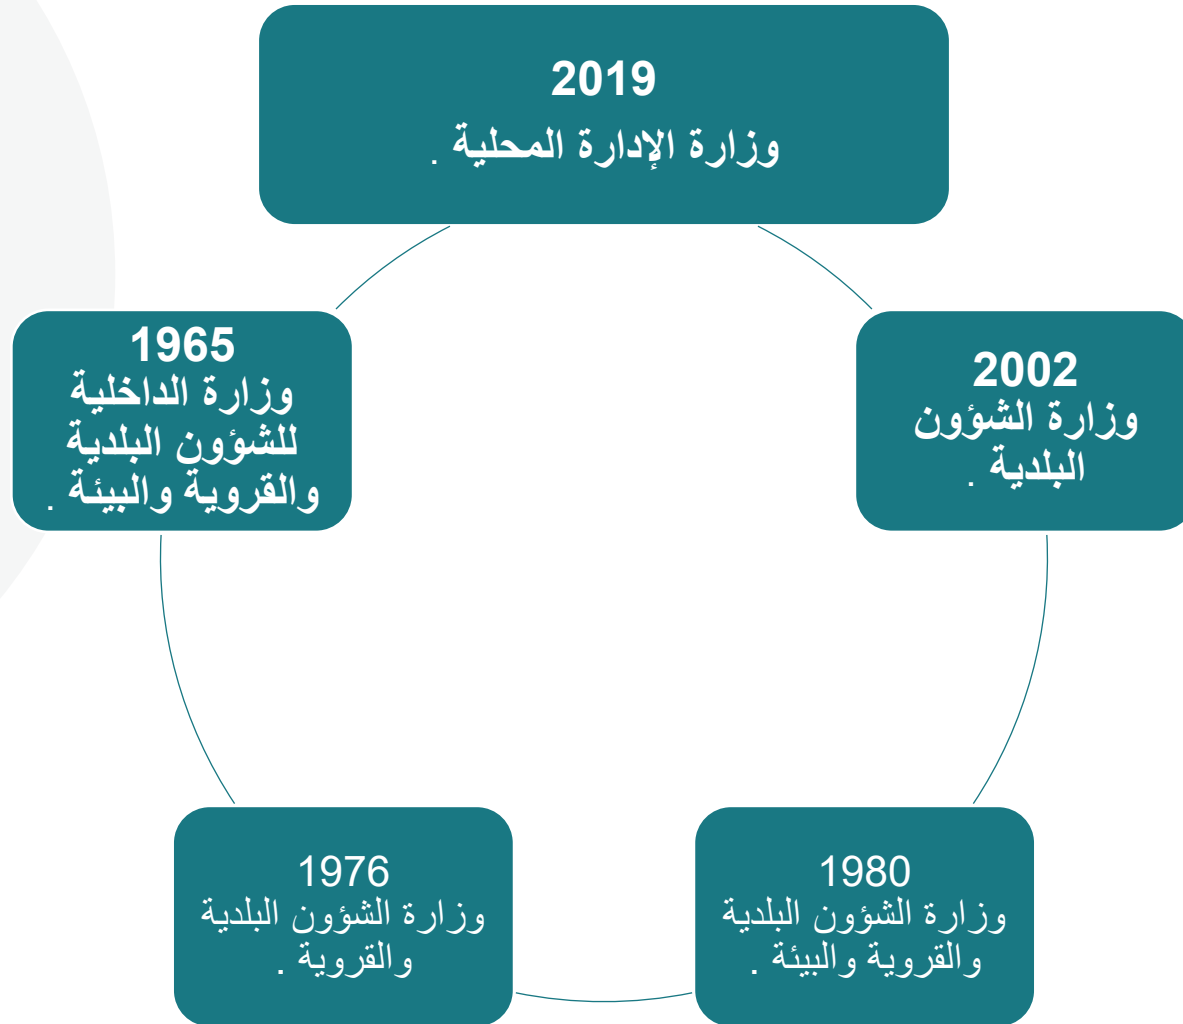 2019
وزارة الإدارة المحلية .
1965
وزارة الداخلية
للشؤون البلدية
والقروية والبيئة .
2002
وزارة الشؤون
البلدية .
1976
وزارة الشؤون البلدية
والقروية .
1980
وزارة الشؤون البلدية
والقروية والبيئة .